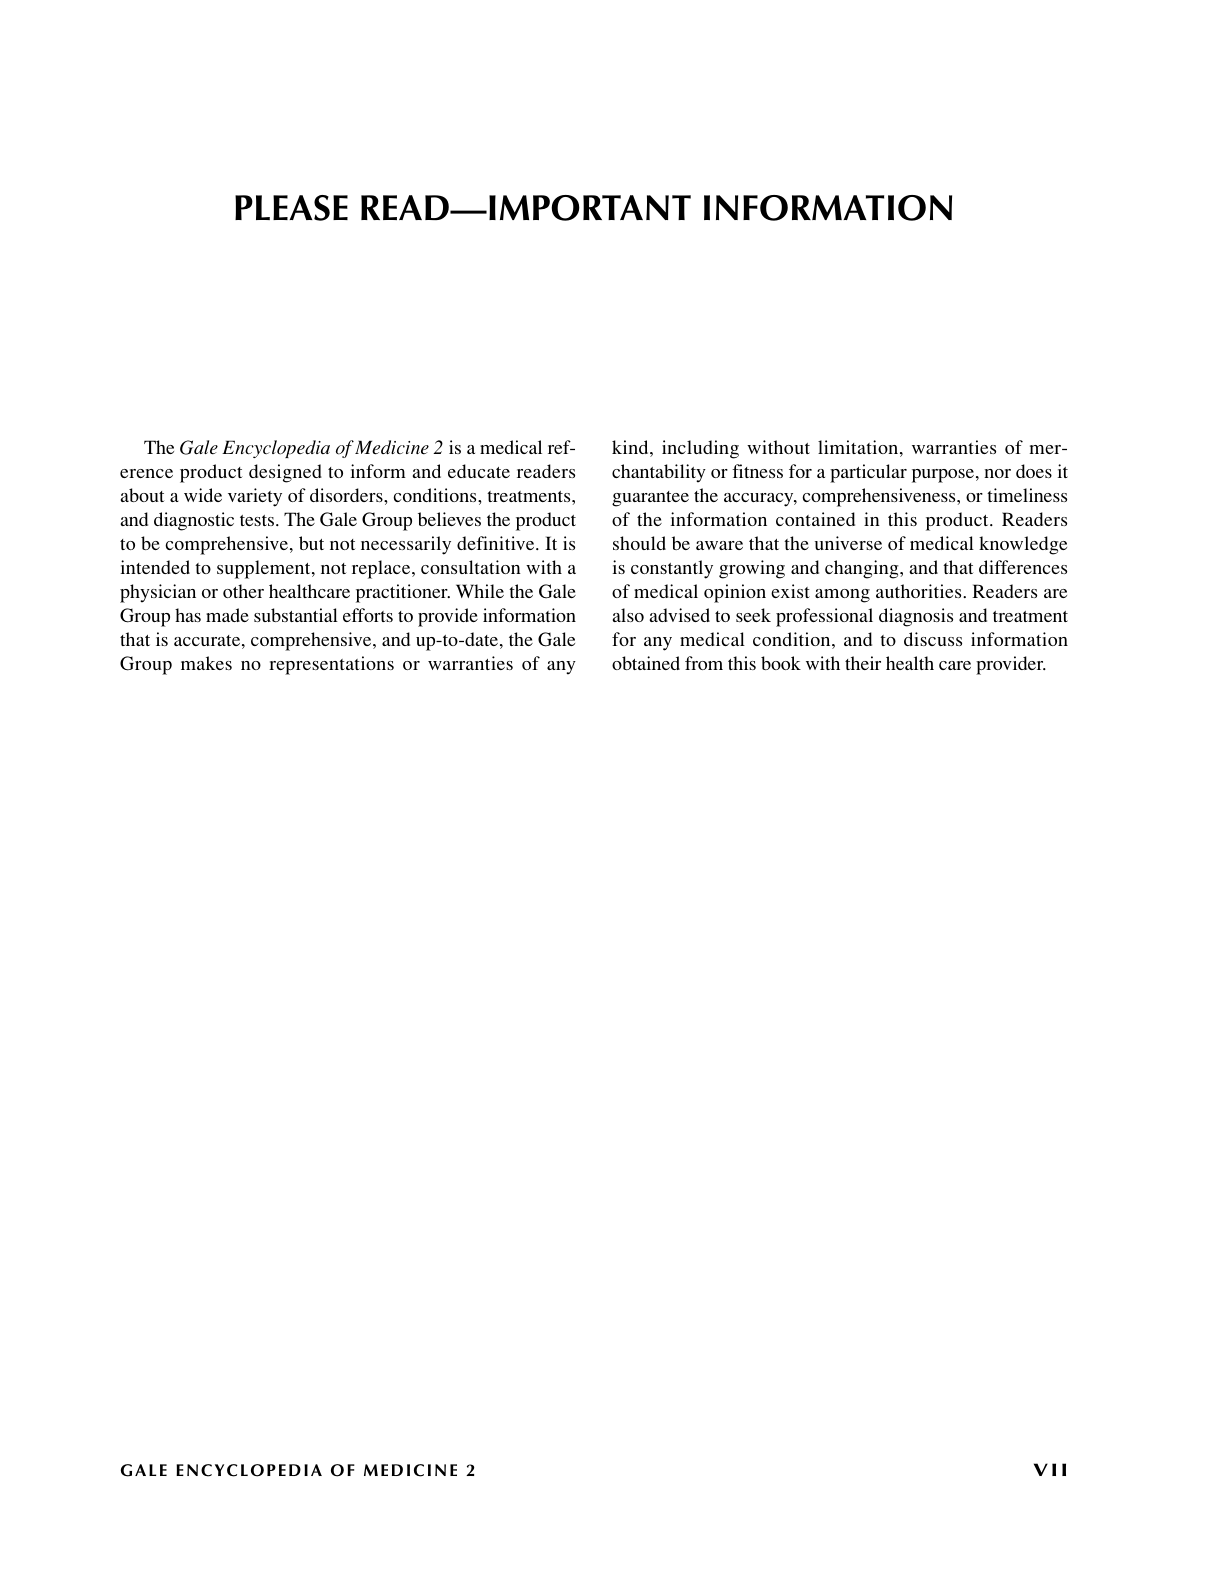 PLEASE READ—IMPORTANT INFORMATION
The Gale Encyclopedia of Medicine 2 is a medical ref-
erence product designed to inform and educate readers
about a wide variety of disorders, conditions, treatments,
and diagnostic tests. The Gale Group believes the product
to be comprehensive, but not necessarily definitive. It is
intended to supplement, not replace, consultation with a
physician or other healthcare practitioner. While the Gale
Group has made substantial efforts to provide information
that is accurate, comprehensive, and up-to-date, the Gale
Group makes no representations or warranties of any
kind, including without limitation, warranties of mer-
chantability or fitness for a particular purpose, nor does it
guarantee the accuracy, comprehensiveness, or timeliness
of the information contained in this product. Readers
should be aware that the universe of medical knowledge
is constantly growing and changing, and that differences
of medical opinion exist among authorities. Readers are
also advised to seek professional diagnosis and treatment
for any medical condition, and to discuss information
obtained from this book with their health care provider.
GALE ENCYCLOPEDIA OF MEDICINE 2
VII